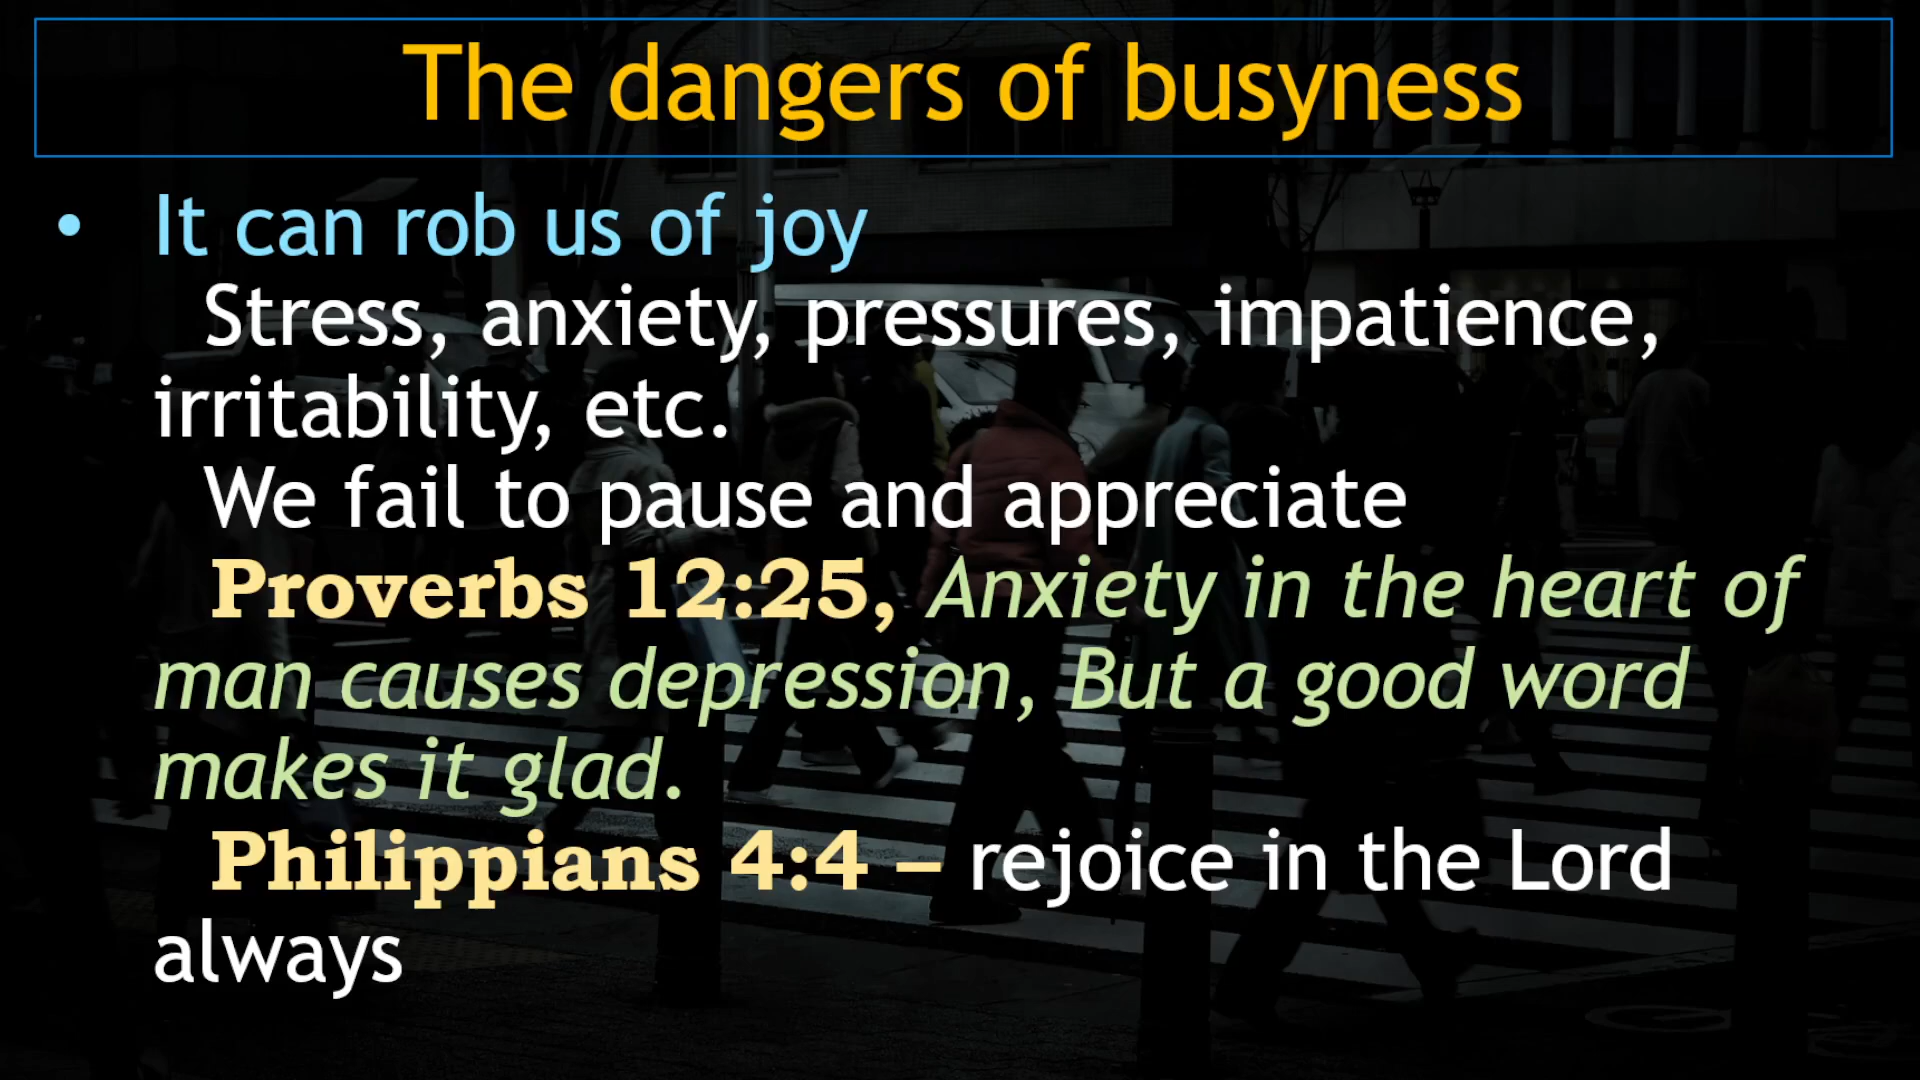 The dangers of busyness
• It can rob us of joy
Stress, anxiety, pressures, impatience,
irritability, etc.
We fail to pause and appreciate
Proverbs 12:25, Anxiety in the heart of
man causes depression, But a good word
makes it glad.
Philippians 4:4 – rejoice in the Lord
always